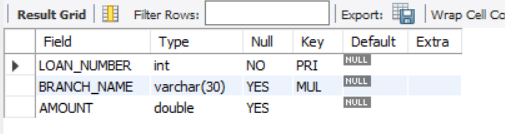 Result Grid Filter Rows: Export: Wrap Cell Co
Field Type Null Key Default Extra
LOAN_NUMBER int NO PRI NULL
BRANCH_NAME varchar(30) YES MUL NULL
AMOUNT double YES NULL